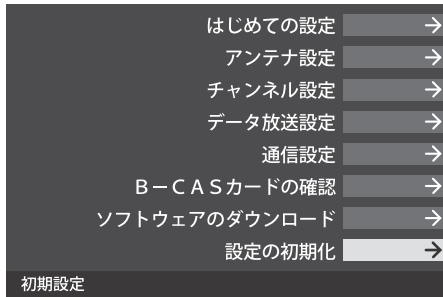 はじめての設定
アンテナ設定
チャンネル設定
データ放送設定
通信設定
Ｂ－ＣＡＳカードの確認
ソフトウェアのダウンロード
設定の初期化
初期設定